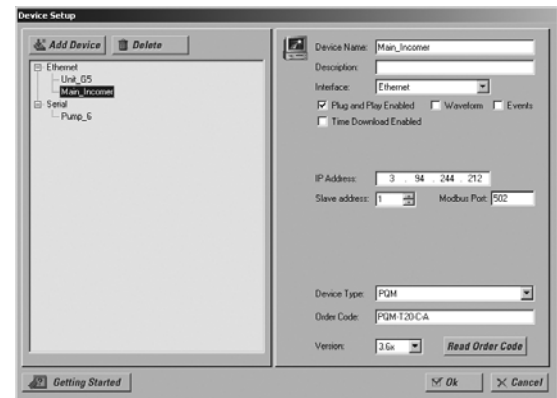 Device Setup
Add Device
Delete
Ethernet
Unit_G5
Main_Incomer
Serial
Pump_6
Device Name: Main_Incomer
Description:
Interface: Ethernet
Plug and Play Enabled Waveform Events
Time Download Enabled
IP Address: 3 . 94 . 244 . 212
Slave address: 1 Modbus Port: 502
Device Type: PQM
Order Code: PQM-T20-C-A
Version: 3.6x Read Order Code
Getting Started
Ok
Cancel